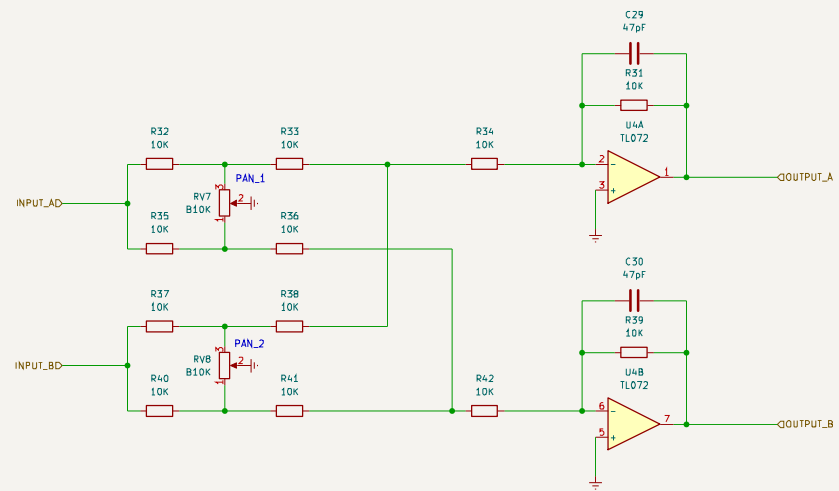 C29
47pF
R31
10K
U4A
TL072
R32
10K
R33
10K
R34
10K
2
-
1
3
+
OUTPUT_A
PAN_1
INPUT_A
RV7
B10K
3
2
1
R35
10K
R36
10K
C30
47pF
R37
10K
R38
10K
R39
10K
PAN_2
INPUT_B
RV8
B10K
3
2
1
U4B
TL072
R40
10K
R41
10K
R42
10K
6
-
7
5
+
OUTPUT_B